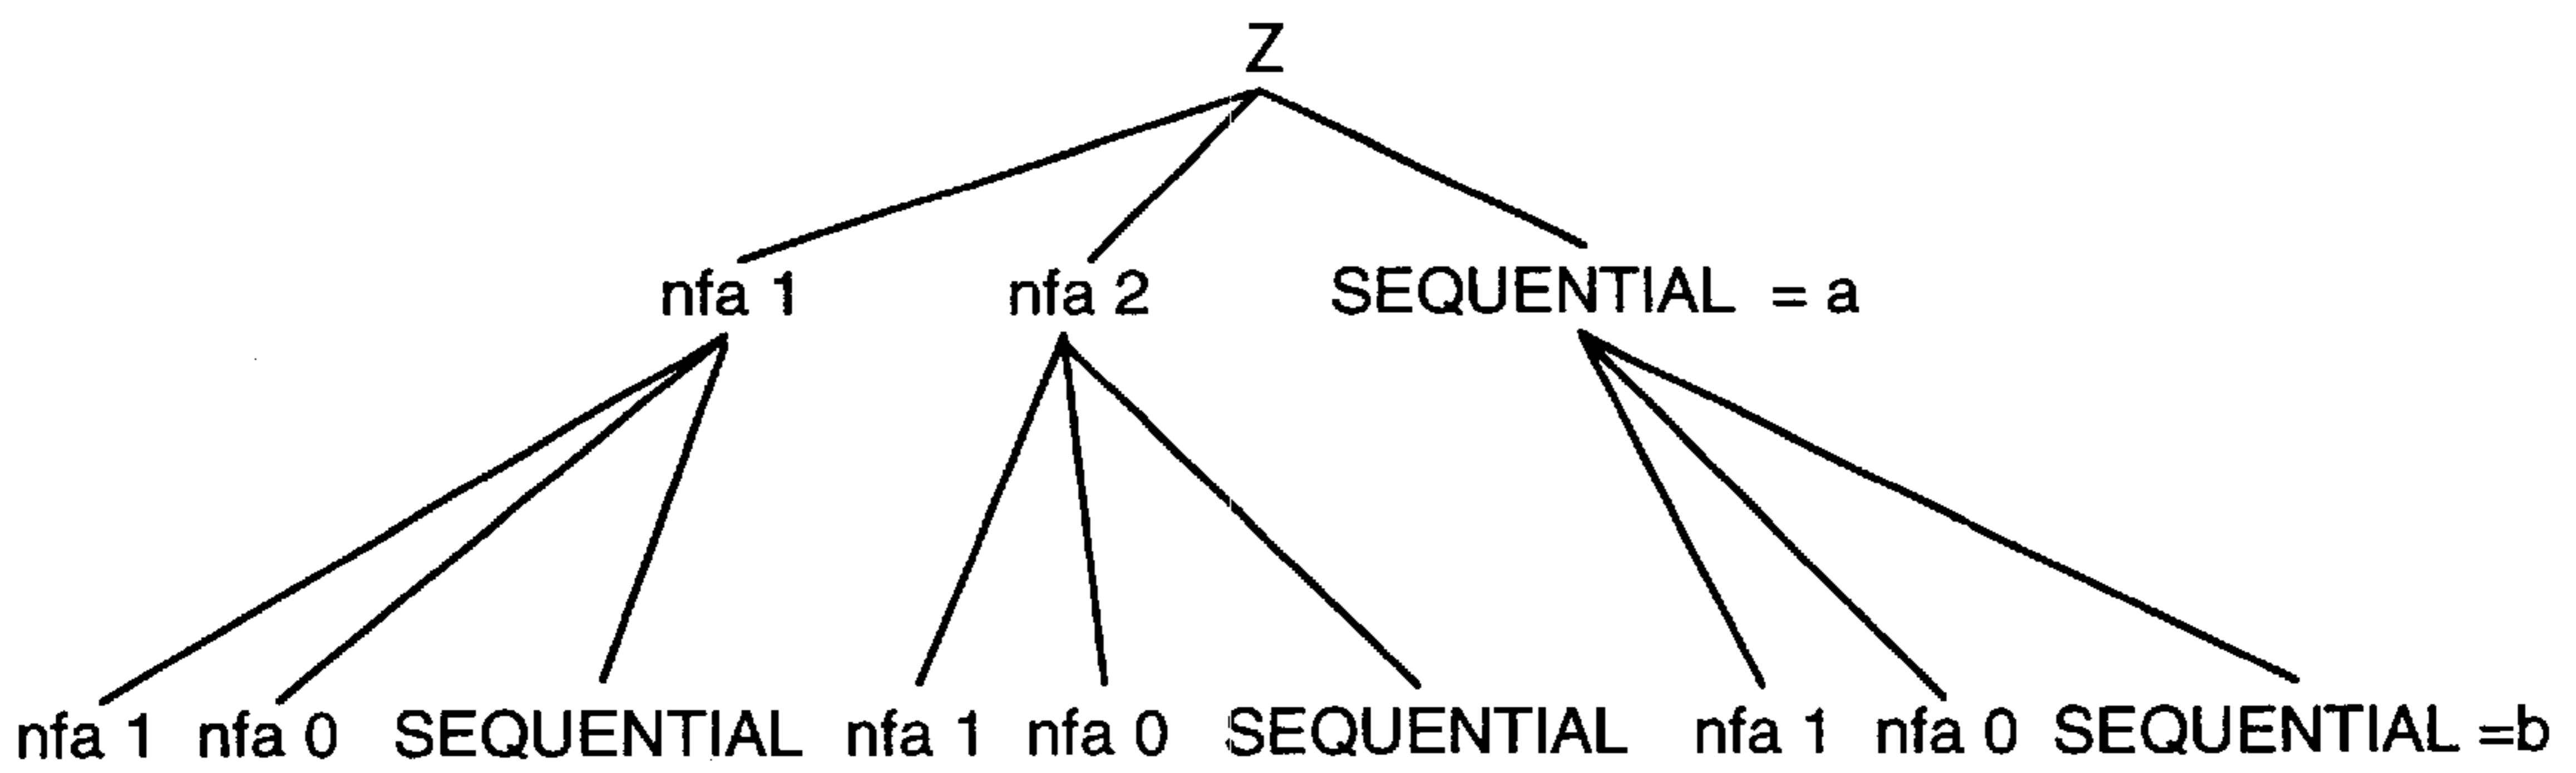 Z
nfa 1 nfa 2 SEQUENTIAL = a
nfa 1 nfa 0 SEQUENTIAL nfa 1 nfa 0 SEQUENTIAL nfa 1 nfa 0 SEQUENTIAL =b